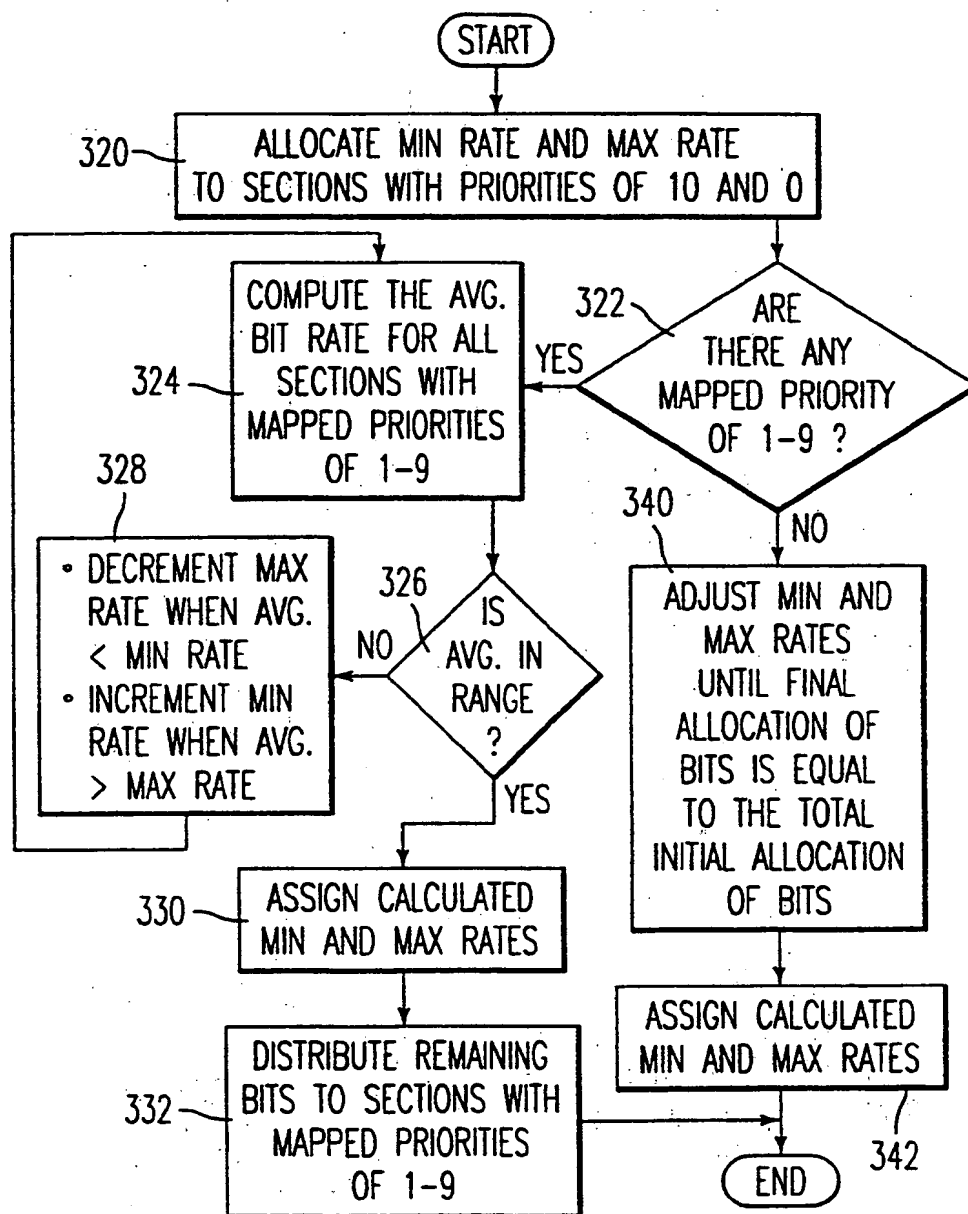 START
320
ALLOCATE MIN RATE AND MAX RATE
TO SECTIONS WITH PRIORITIES OF 10 AND 0
322
ARE
THERE ANY
MAPPED PRIORITY
OF 1-9 ?
YES
NO
324
COMPUTE THE AVG.
BIT RATE FOR ALL
SECTIONS WITH
MAPPED PRIORITIES
OF 1-9
326
IS
AVG. IN
RANGE
?
NO
YES
328
• DECREMENT MAX
RATE WHEN AVG.
< MIN RATE
• INCREMENT MIN
RATE WHEN AVG.
> MAX RATE
330
ASSIGN CALCULATED
MIN AND MAX RATES
332
DISTRIBUTE REMAINING
BITS TO SECTIONS WITH
MAPPED PRIORITIES
OF 1-9
340
ADJUST MIN AND
MAX RATES
UNTIL FINAL
ALLOCATION OF
BITS IS EQUAL
TO THE TOTAL
INITIAL ALLOCATION
OF BITS
ASSIGN CALCULATED
MIN AND MAX RATES
342
END